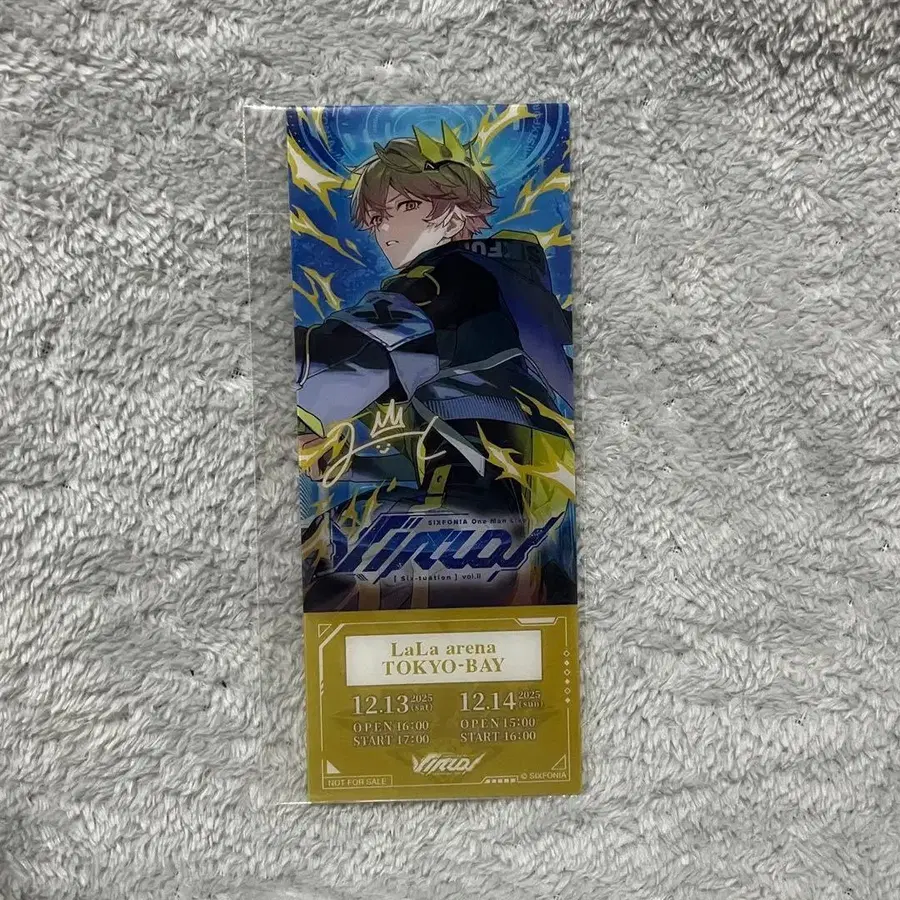 SIXFONIA One Man Live
[ Six-tuation ] vol.II
LaLa arena
TOKYO-BAY
12.13 2025 (sat)
OPEN 16:00
START 17:00
12.14 2025 (sun)
OPEN 15:00
START 16:00
NOT FOR SALE
© SIXFONIA